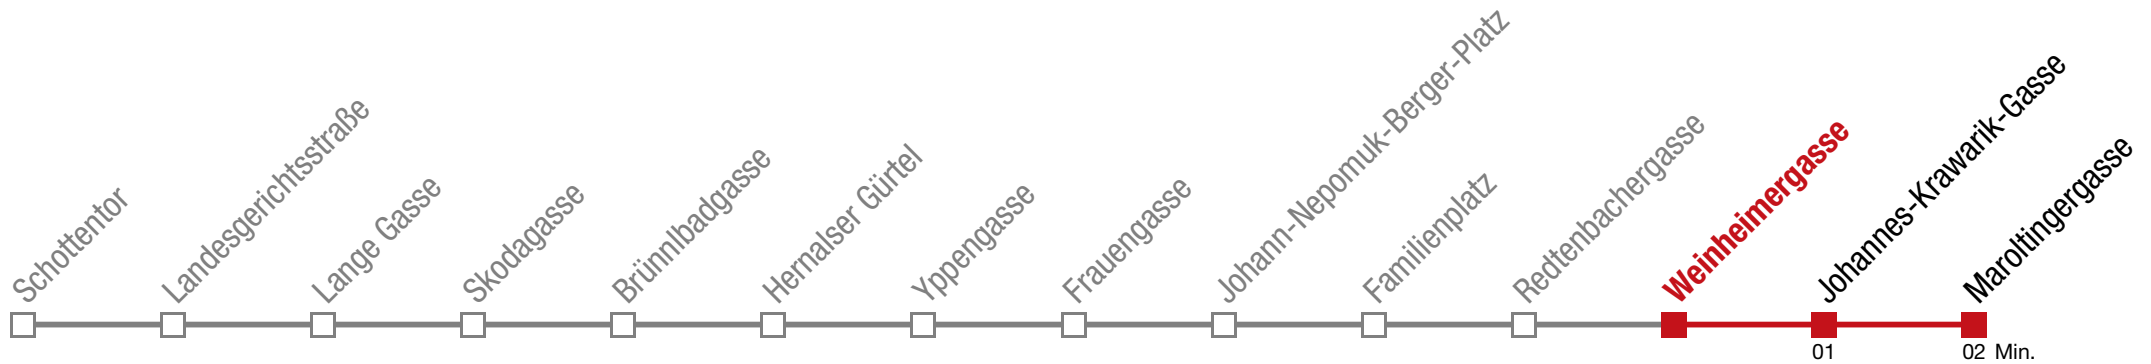 Schottentor
Landesgerichtsstraße
Lange Gasse
Skodagasse
Brünnlbadgasse
Hernalser Gürtel
Yppengasse
Frauengasse
Johann-Nepomuk-Berger-Platz
Familienplatz
Redtenbachergasse
Weinheimergasse
Johannes-Krawarik-Gasse
Maroltingergasse
01
02 Min.